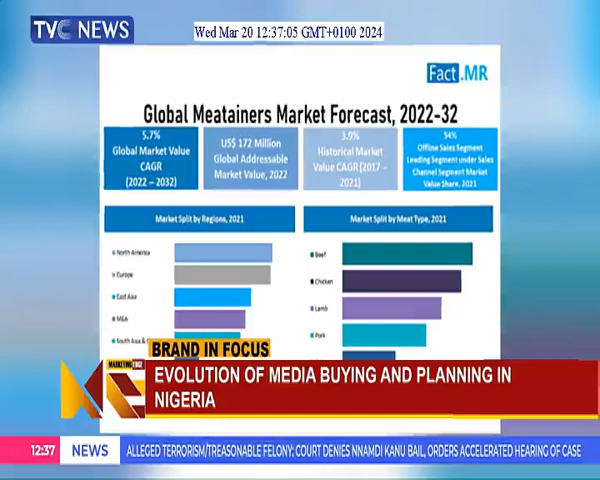 TVC NEWS
Wed Mar 20 12:37:05 GMT+0100 2024
Fact.MR
Global Meatainers Market Forecast, 2022-32
5.7%
Global Market Value
CAGR
(2022 – 2032)
US$ 172 Million
Global Addressable
Market Value, 2022
3.9%
Historical Market
Value CAGR (2017 –
2021)
54%
Offline Sales Segment
Leading Segment under Sales
Channel Segment Market
Value Share, 2021
Market Split by Regions, 2021
North America
Europe
East Asia
MEA
South Asia &
Market Split by Meat Type, 2021
Beef
Chicken
Lamb
Pork
BRAND IN FOCUS
MARKETING EDGE
EVOLUTION OF MEDIA BUYING AND PLANNING IN
NIGERIA
12:37
NEWS
ALLEGED TERRORISM/TREASONABLE FELONY: COURT DENIES NNAMDI KANU BAIL, ORDERS ACCELERATED HEARING OF CASE